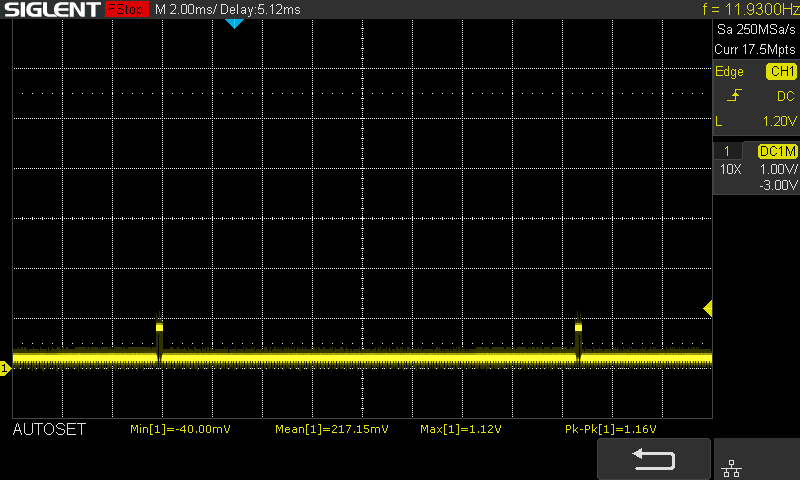 SIGLENT FStop M 2.00ms/ Delay:5.12ms f = 11.9300Hz
Sa 250MSa/s
Curr 17.5Mpts
Edge CH1
DC
L 1.20V
1 DC1M
10X 1.00V/
-3.00V
1
AUTOSET Min[1]=-40.00mV Mean[1]=217.15mV Max[1]=1.12V Pk-Pk[1]=1.16V